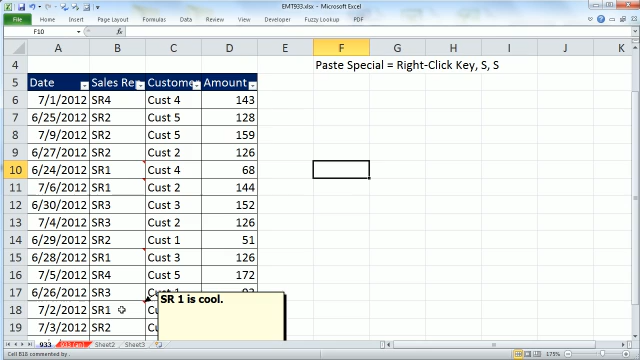 EMT933.xlsx - Microsoft Excel
File Home Insert Page Layout Formulas Data Review View Developer Fuzzy Lookup PDF
F10 fx
A B C D E F G H I J K
4 Paste Special = Right-Click Key, S, S
5 Date Sales Rep Customer Amount
6 7/1/2012 SR4 Cust 4 143
7 6/25/2012 SR2 Cust 5 128
8 7/9/2012 SR2 Cust 5 159
9 6/27/2012 SR2 Cust 2 126
10 6/24/2012 SR1 Cust 4 68
11 7/6/2012 SR1 Cust 2 144
12 6/30/2012 SR3 Cust 3 152
13 7/4/2012 SR3 Cust 2 126
14 6/29/2012 SR2 Cust 1 51
15 6/28/2012 SR1 Cust 3 126
16 7/5/2012 SR4 Cust 5 172
17 6/26/2012 SR3 Cust 1 92
SR 1 is cool.
18 7/2/2012 SR1
19 7/3/2012 SR2
933 Sheet2 Sheet3
Cell B18 commented by 175%